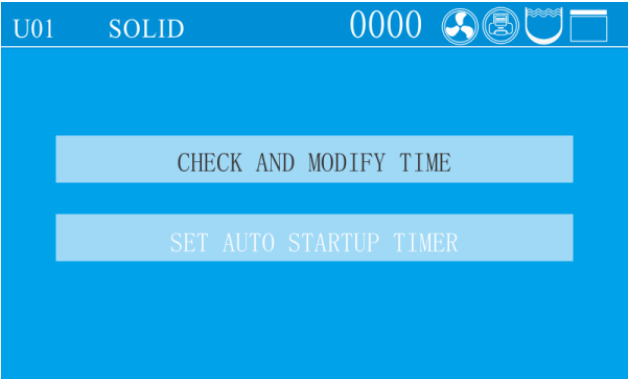 U01 SOLID 0000
CHECK AND MODIFY TIME
SET AUTO STARTUP TIMER